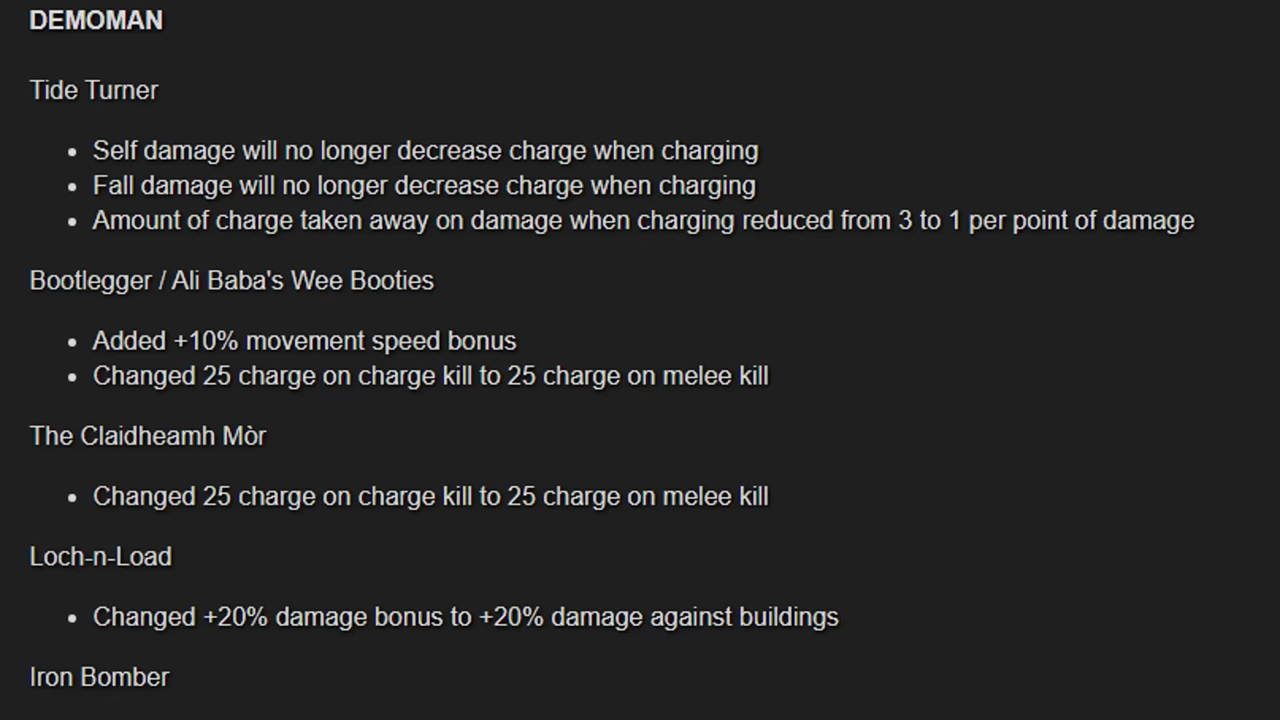 DEMOMAN
Tide Turner
• Self damage will no longer decrease charge when charging
• Fall damage will no longer decrease charge when charging
• Amount of charge taken away on damage when charging reduced from 3 to 1 per point of damage
Bootlegger / Ali Baba's Wee Booties
• Added +10% movement speed bonus
• Changed 25 charge on charge kill to 25 charge on melee kill
The Claidheamh Mòr
• Changed 25 charge on charge kill to 25 charge on melee kill
Loch-n-Load
• Changed +20% damage bonus to +20% damage against buildings
Iron Bomber